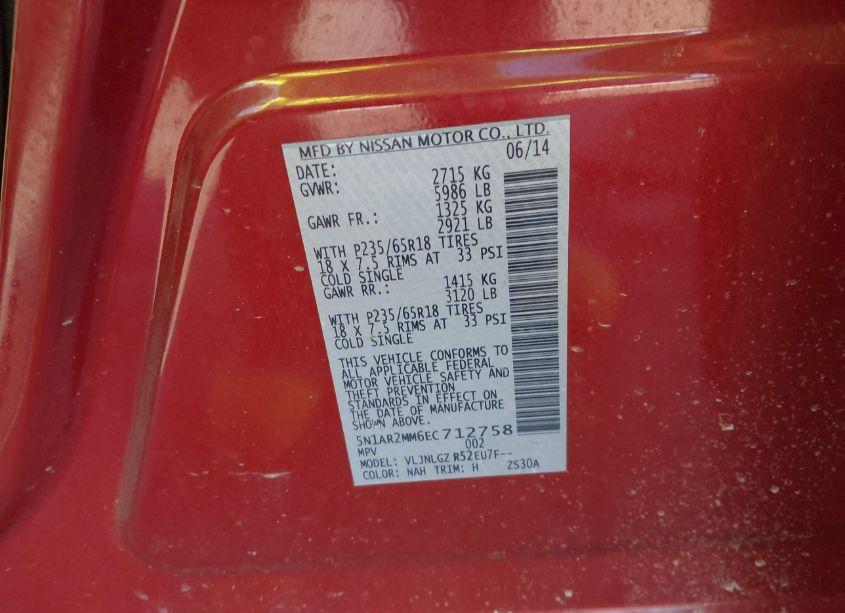 MFD BY NISSAN MOTOR CO., LTD.
DATE: 06/14
GVWR: 2715 KG
5986 LB
GAWR FR.: 1325 KG
2921 LB
WITH P235/65R18 TIRES
18 X 7.5 RIMS AT 33 PSI
COLD SINGLE
GAWR RR.: 1415 KG
3120 LB
WITH P235/65R18 TIRES
18 X 7.5 RIMS AT 33 PSI
COLD SINGLE
THIS VEHICLE CONFORMS TO
ALL APPLICABLE FEDERAL
MOTOR VEHICLE SAFETY AND
THEFT PREVENTION
STANDARDS IN EFFECT ON
THE DATE OF MANUFACTURE
SHOWN ABOVE.
5N1AR2MM6EC712758
MPV 002
MODEL: VLJNLGZ R52EU7F--
COLOR: NAH TRIM: H ZS30A